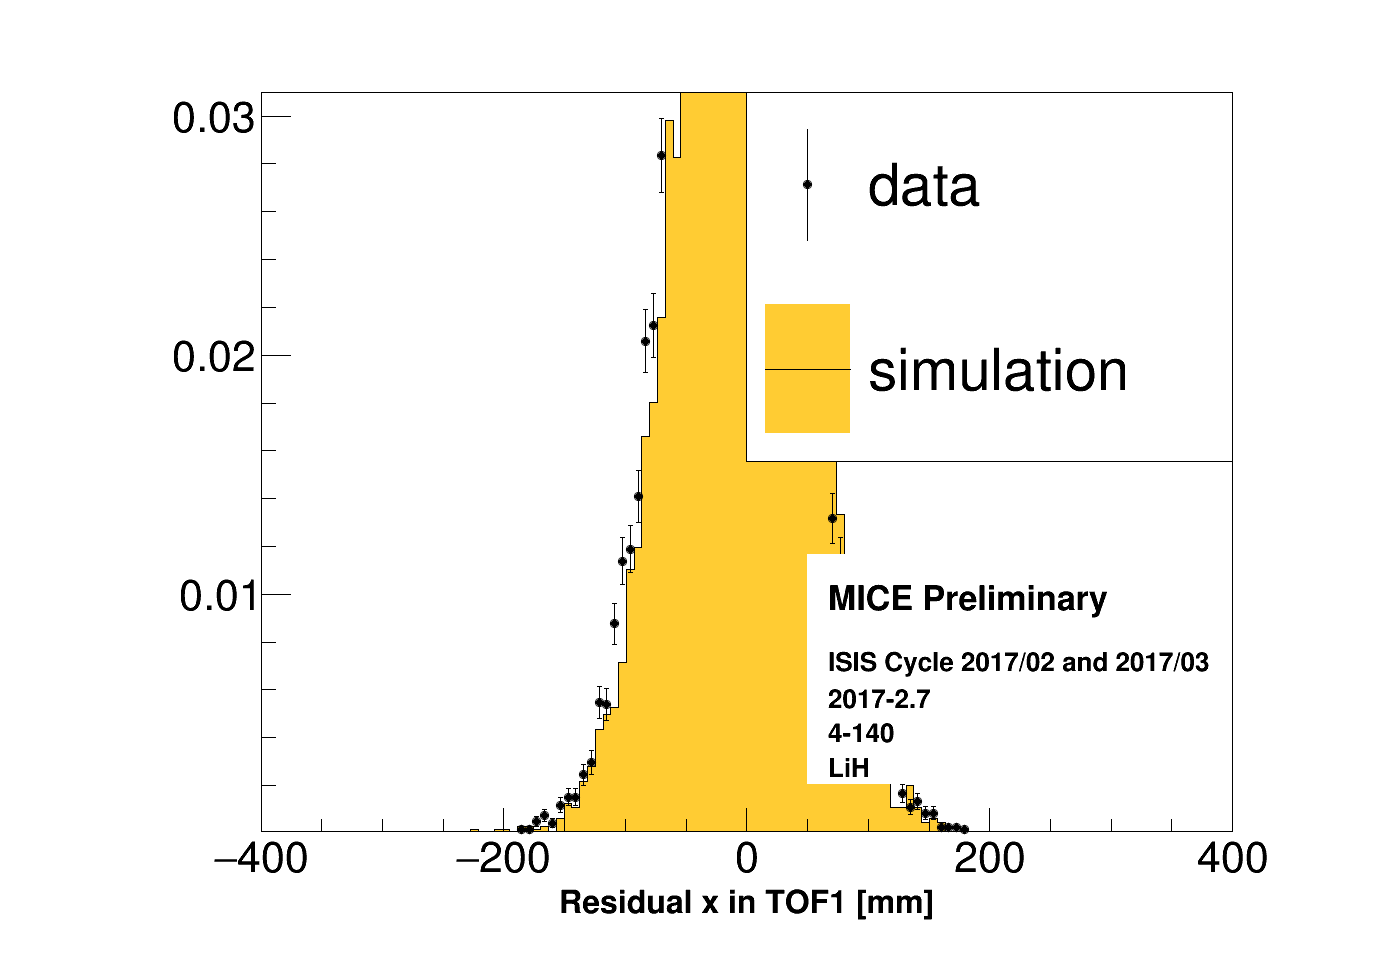 0.03
data
0.02
simulation
0.01
MICE Preliminary
ISIS Cycle 2017/02 and 2017/03
2017-2.7
4-140
LiH
−400 −200 0 200 400
Residual x in TOF1 [mm]